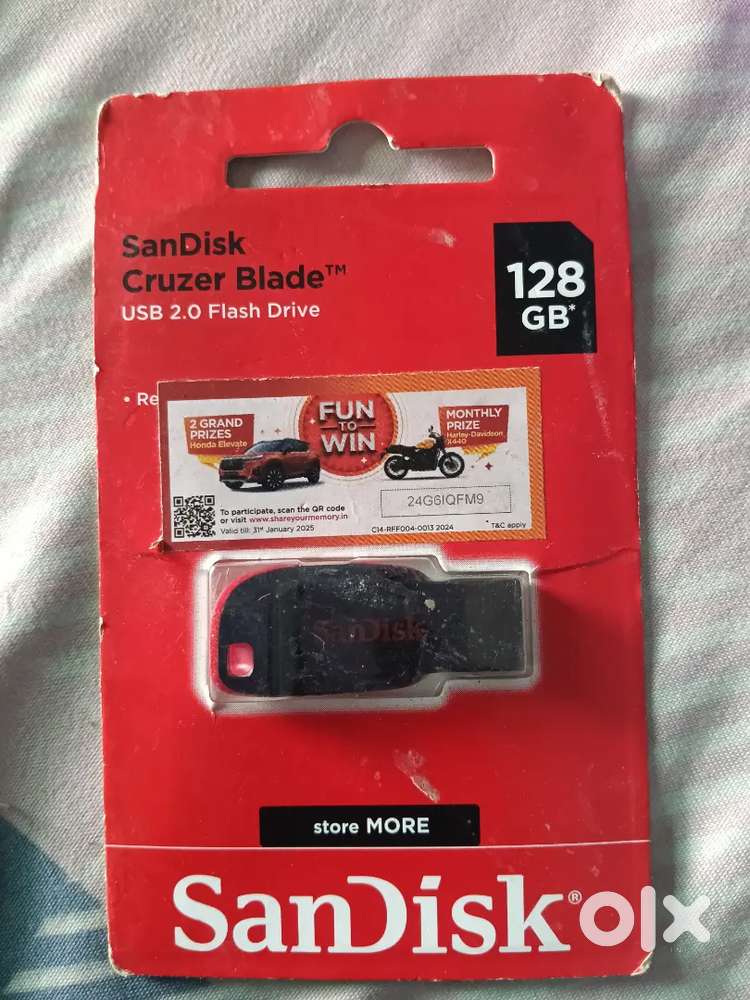 SanDisk
Cruzer Blade™
USB 2.0 Flash Drive
128
GB*
• Re
2 GRAND
PRIZES
Honda Elevate
FUN
TO
WIN
MONTHLY
PRIZE
Harley-Davidson
X440
To participate, scan the QR code
or visit www.shareyourmemory.in
Valid till: 31st January 2025
24G6IQFM9
C14-RFF004-0013 2024
*T&C apply
SanDisk
store MORE
SanDisk®
olx